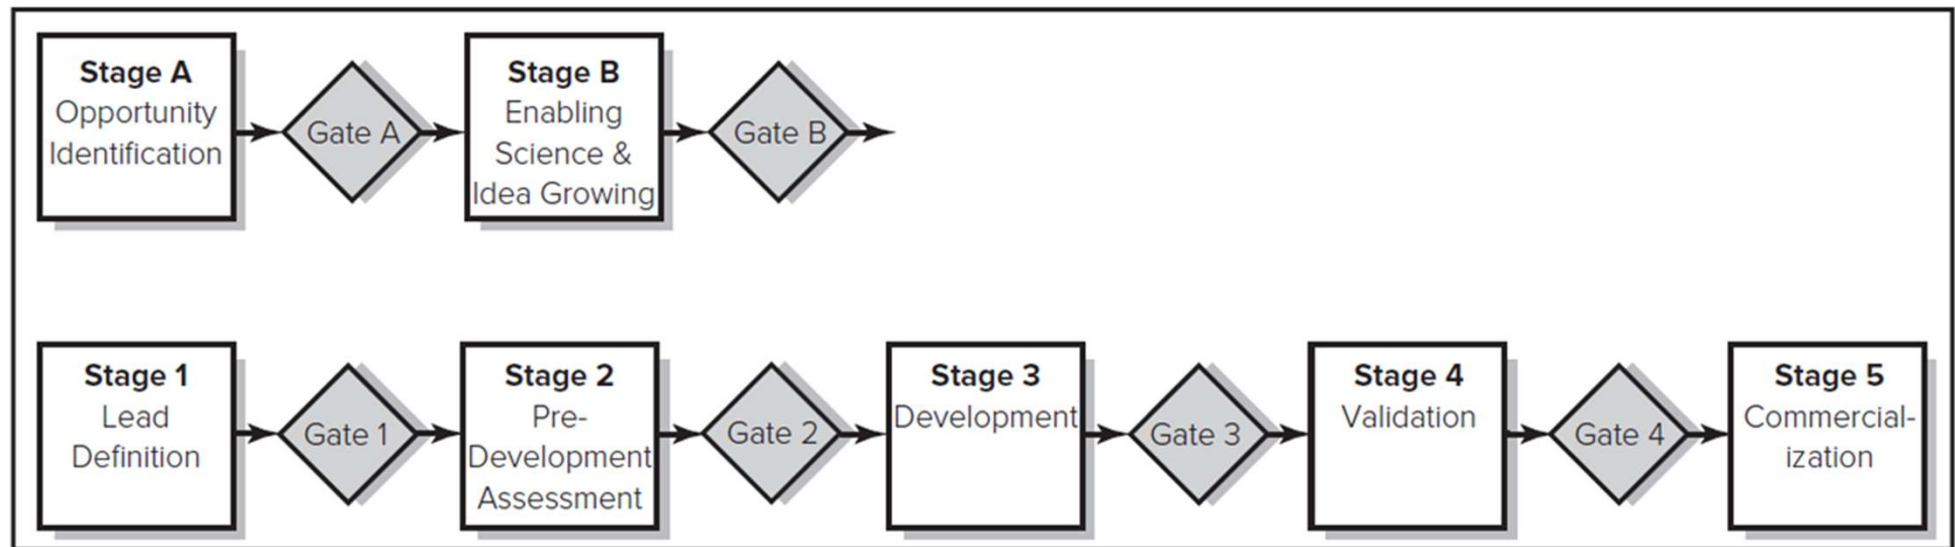 Stage A
Opportunity
Identification
Gate A
Stage B
Enabling
Science &
Idea Growing
Gate B
Stage 1
Lead
Definition
Gate 1
Stage 2
Pre-
Development
Assessment
Gate 2
Stage 3
Development
Gate 3
Stage 4
Validation
Gate 4
Stage 5
Commercial-
ization